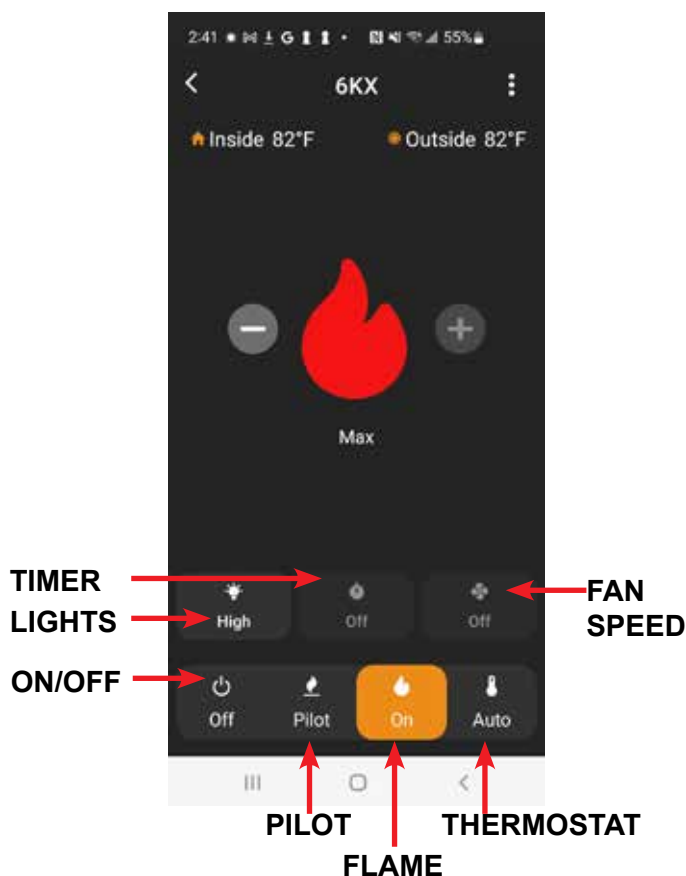 2:41 G 55%
6KX
Inside 82°F Outside 82°F
Max
TIMER
LIGHTS
High
Off
Off
FAN
SPEED
ON/OFF
Off
Pilot
On
Auto
PILOT
THERMOSTAT
FLAME